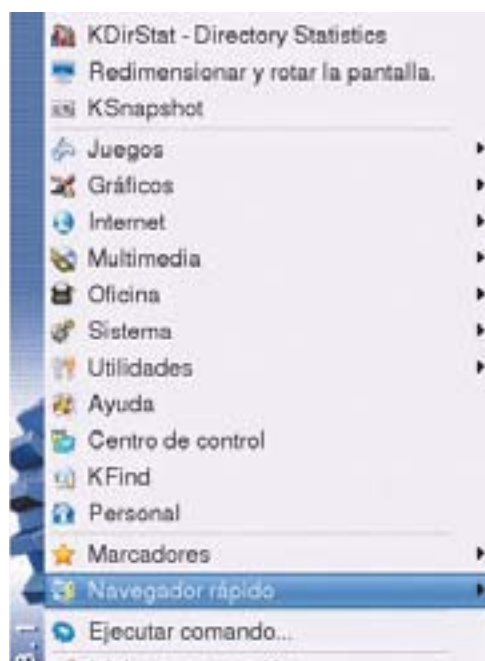 KDirStat - Directory Statistics
Redimensionar y rotar la pantalla.
KSnapshot
Juegos
Gráficos
Internet
Multimedia
Oficina
Sistema
Utilidades
Ayuda
Centro de control
KFind
Personal
Marcadores
Navegador rápido
Ejecutar comando...